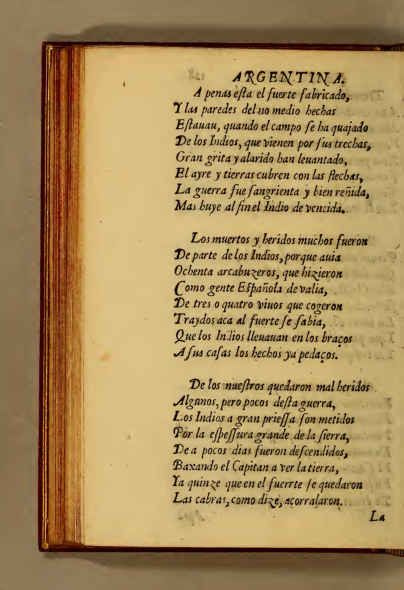 ARGENTINA.
A penas esta el fuerte fabricado,
Y las paredes del no medio hechas
Estauau, quando el campo se ha quajado
De los Indios, que vienen por sus trechas,
Gran grita y alarido han leuantado,
El ayre y tierras cubren con las flechas,
La guerra fue sangrienta y bien reñida,
Mas huye al fin el Indio de vencida.
Los muertos y heridos muchos fueron
De parte de los Indios, porque auia
Ochenta arcabuzeros, que hizieron
Como gente Española de valia,
De tres o quatro viuos que cogeron
Traydos aca al fuerte se sabia,
Que los Indios lleuauan en los braços
A sus casas los hechos ya pedaços.
De los nuestros quedaron mal heridos
Algunos, pero pocos desta guerra,
Los Indios a gran priessa son metidos
Por la espessura grande de la sierra,
De a pocos dias fueron descendidos,
Baxando el Capitan a ver la tierra,
Ya quinze que en el fuerrte se quedaron
Las cabras, como dize, acorralaron.
La